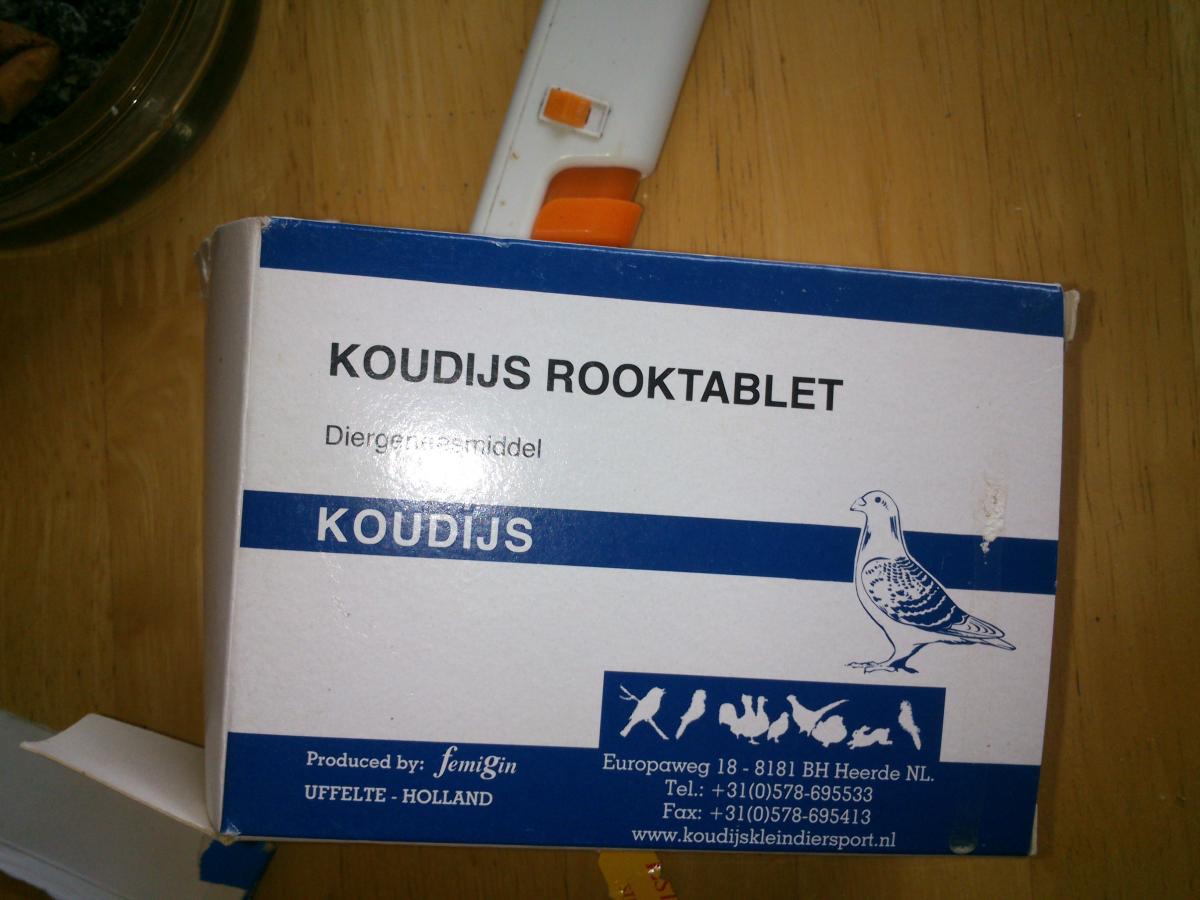 KOUDIJS ROOKTABLET
Diergeneesmiddel
KOUDIJS
Produced by: femigin
UFFELTE - HOLLAND
Europaweg 18 - 8181 BH Heerde NL.
Tel.: +31(0)578-695533
Fax: +31(0)578-695413
www.koudijskleindiersport.nl